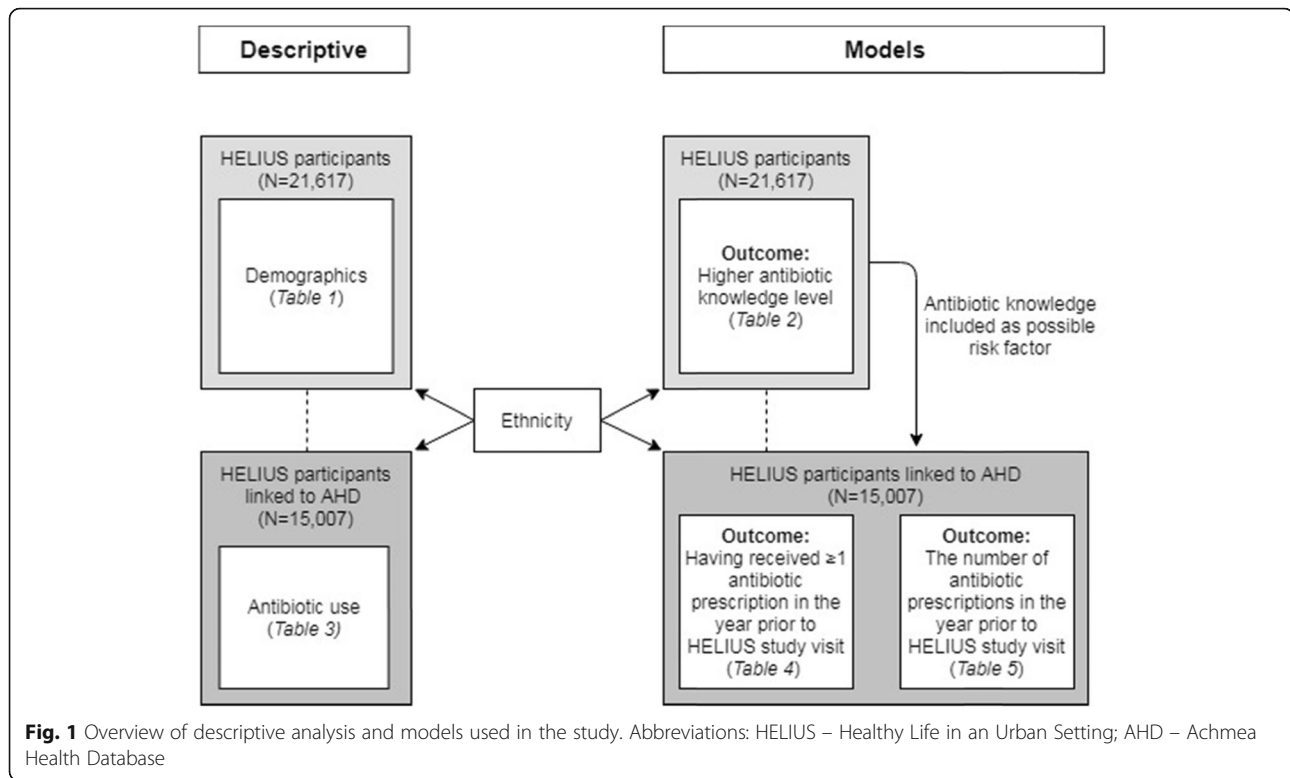 Descriptive
Models
HELIUS participants
(N=21,617)
Demographics
(Table 1)
HELIUS participants
(N=21,617)
Outcome:
Higher antibiotic
knowledge level
(Table 2)
Antibiotic knowledge
included as possible
risk factor
Ethnicity
HELIUS participants
linked to AHD
(N=15,007)
Antibiotic use
(Table 3)
HELIUS participants linked to AHD
(N=15,007)
Outcome:
Having received ≥1
antibiotic
prescription in the
year prior to
HELIUS study visit
(Table 4)
Outcome:
The number of
antibiotic
prescriptions in the
year prior to
HELIUS study visit
(Table 5)
Fig. 1 Overview of descriptive analysis and models used in the study. Abbreviations: HELIUS – Healthy Life in an Urban Setting; AHD – Achmea
Health Database